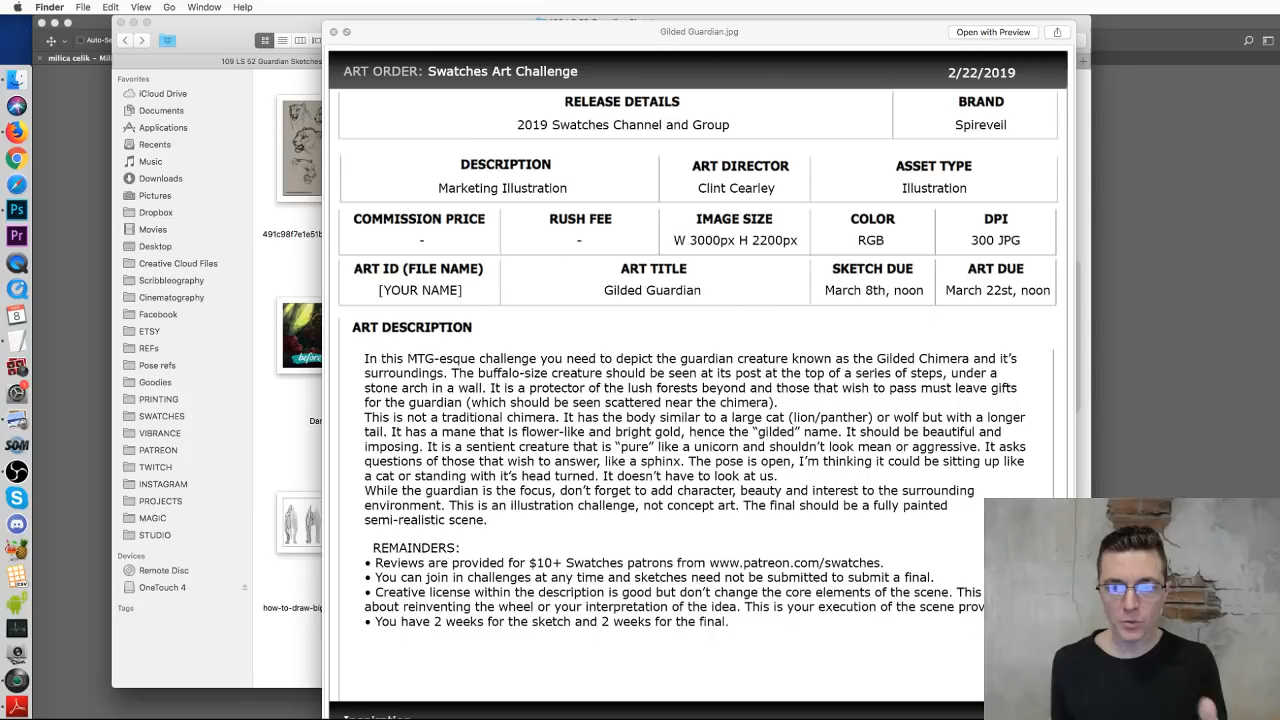 Finder File Edit View Go Window Help
Auto-Se
milica celik – Mili
109 LS 52 Guardian Sketches
Favorites
iCloud Drive
Documents
Applications
Recents
Music
Downloads
Pictures
Dropbox
Movies
Desktop
Creative Cloud Files
Scribbleography
Cinematography
Facebook
ETSY
REFs
Pose refs
Goodies
PRINTING
SWATCHES
VIBRANCE
PATREON
TWITCH
INSTAGRAM
PROJECTS
MAGIC
STUDIO
Devices
Remote Disc
OneTouch 4
Tags
491c98f7e1e51b
before
Dar
how-to-draw-big
Gilded Guardian.jpg
Open with Preview
ART ORDER: Swatches Art Challenge 2/22/2019
RELEASE DETAILS BRAND
2019 Swatches Channel and Group Spireveil
DESCRIPTION ART DIRECTOR ASSET TYPE
Marketing Illustration Clint Cearley Illustration
COMMISSION PRICE RUSH FEE IMAGE SIZE COLOR DPI
- - W 3000px H 2200px RGB 300 JPG
ART ID (FILE NAME) ART TITLE SKETCH DUE ART DUE
[YOUR NAME] Gilded Guardian March 8th, noon March 22st, noon
ART DESCRIPTION
In this MTG-esque challenge you need to depict the guardian creature known as the Gilded Chimera and it's
surroundings. The buffalo-size creature should be seen at its post at the top of a series of steps, under a
stone arch in a wall. It is a protector of the lush forests beyond and those that wish to pass must leave gifts
for the guardian (which should be seen scattered near the chimera).
This is not a traditional chimera. It has the body similar to a large cat (lion/panther) or wolf but with a longer
tail. It has a mane that is flower-like and bright gold, hence the "gilded" name. It should be beautiful and
imposing. It is a sentient creature that is "pure" like a unicorn and shouldn't look mean or aggressive. It asks
questions of those that wish to answer, like a sphinx. The pose is open, I'm thinking it could be sitting up like
a cat or standing with it's head turned. It doesn't have to look at us.
While the guardian is the focus, don't forget to add character, beauty and interest to the surrounding
environment. This is an illustration challenge, not concept art. The final should be a fully painted
semi-realistic scene.
REMAINDERS:
• Reviews are provided for $10+ Swatches patrons from www.patreon.com/swatches.
• You can join in challenges at any time and sketches need not be submitted to submit a final.
• Creative license within the description is good but don't change the core elements of the scene. This
about reinventing the wheel or your interpretation of the idea. This is your execution of the scene prov
• You have 2 weeks for the sketch and 2 weeks for the final.